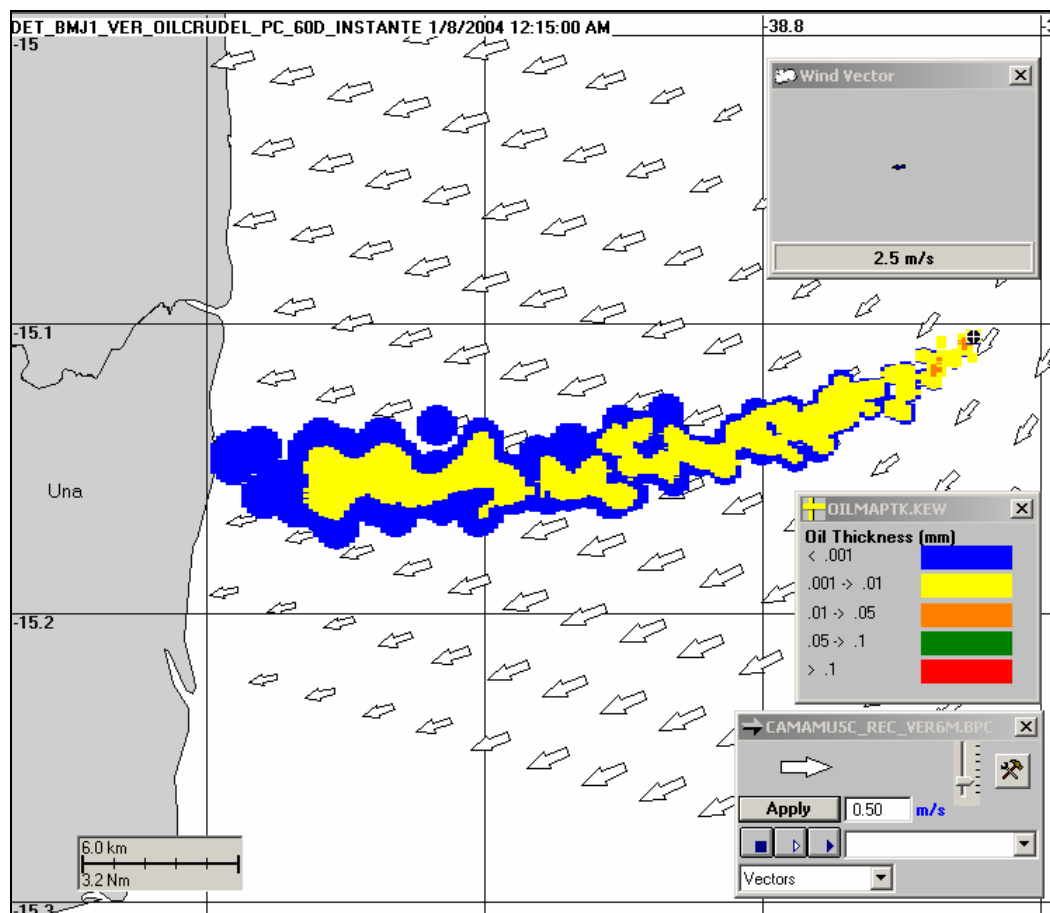 DET_BMJ1_VER_OILCRUDEL_PC_60D_INSTANTE 1/8/2004 12:15:00 AM
-38.8
-15
Wind Vector
2.5 m/s
-15.1
Una
OILMAPTK.KEW
Oil Thickness (mm)
< .001
.001 -> .01
.01 -> .05
.05 -> .1
> .1
-15.2
CAMAMU5C_REC_VER6M.BPC
Apply 0.50 m/s
Vectors
6.0 km
3.2 Nm
-15.3